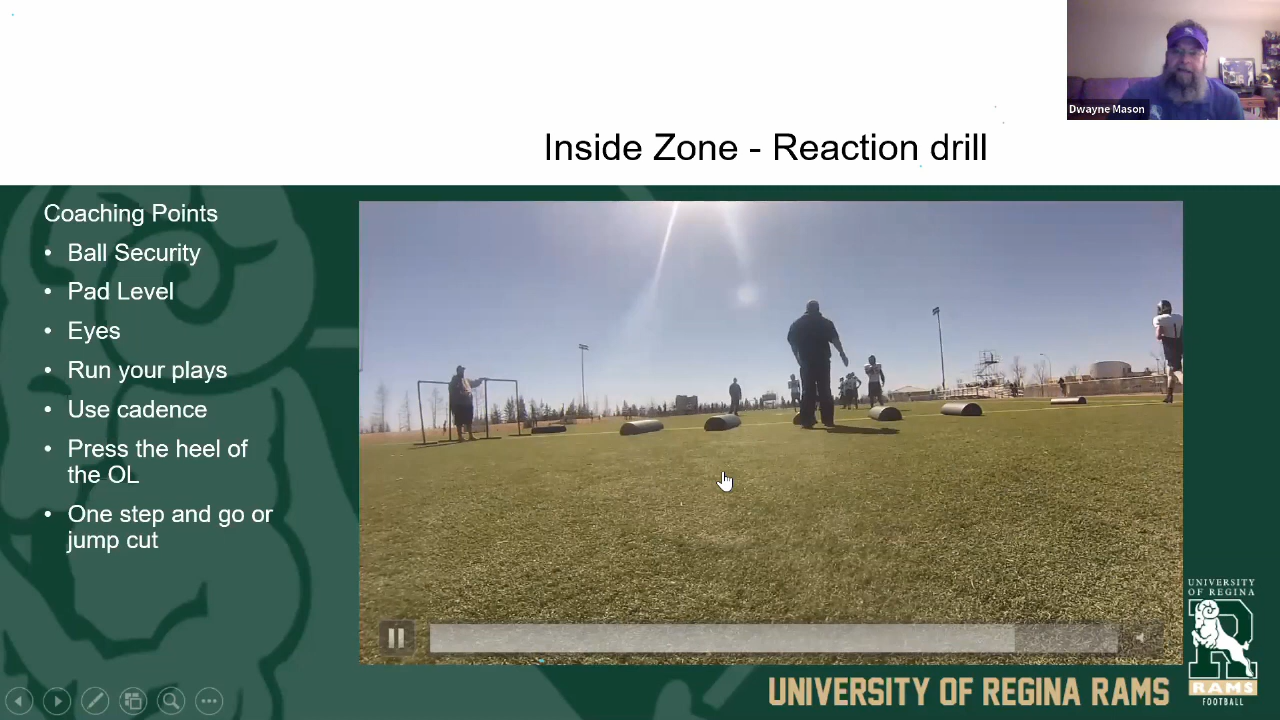 Dwayne Mason
Inside Zone - Reaction drill
Coaching Points
• Ball Security
• Pad Level
• Eyes
• Run your plays
• Use cadence
• Press the heel of
the OL
• One step and go or
jump cut
UNIVERSITY
OF REGINA
R
RAMS
FOOTBALL
UNIVERSITY OF REGINA RAMS